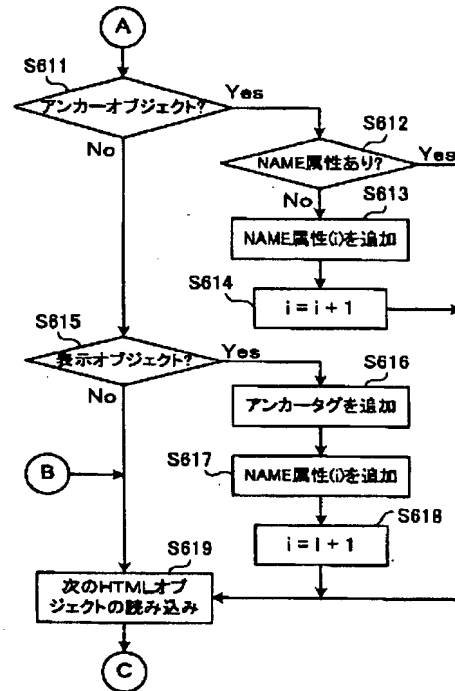 A
S611
アンカーオブジェクト?
Yes
No
S612
NAME属性あり?
Yes
No
S613
NAME属性(i)を追加
S614
i = i + 1
S615
表示オブジェクト?
Yes
No
S616
アンカータグを追加
B
S617
NAME属性(i)を追加
S618
i = I + 1
S619
次のHTMLオブ
ジェクトの読み込み
C